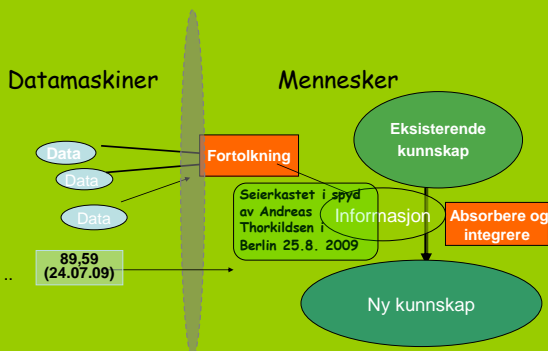 Datamaskiner
Mennesker
Data
Data
Data
Fortolkning
Eksisterende
kunnskap
Seierkastet i spyd
av Andreas
Thorkildsen i
Berlin 25.8. 2009
Informasjon
Absorbere og
integrere
89,59
(24.07.09)
..
Ny kunnskap